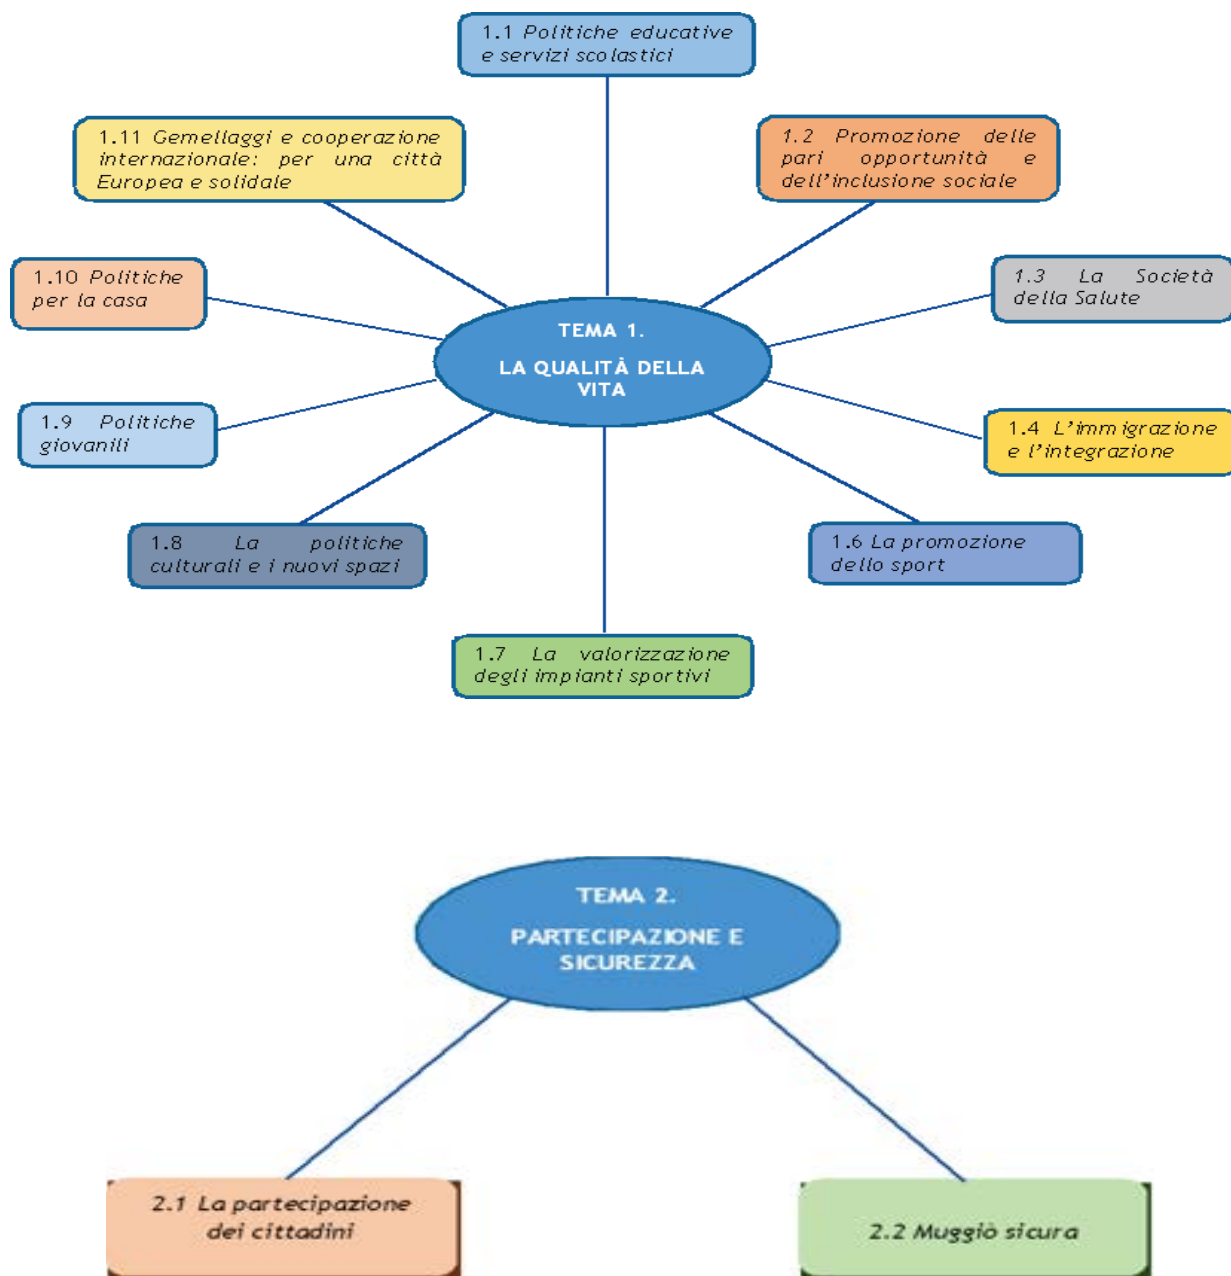 1.1 Politiche educative
e servizi scolastici
1.11 Gemellaggi e cooperazione
internazionale: per una città
Europea e solidale
1.2 Promozione delle
pari opportunità e
dell'inclusione sociale
1.10 Politiche
per la casa
1.3 La Società
della Salute
TEMA 1.
LA QUALITÀ DELLA
VITA
1.9 Politiche
giovanili
1.4 L'immigrazione
e l'integrazione
1.8 La politiche
culturali e i nuovi spazi
1.6 La promozione
dello sport
1.7 La valorizzazione
degli impianti sportivi
TEMA 2.
PARTECIPAZIONE E
SICUREZZA
2.1 La partecipazione
dei cittadini
2.2 Muggiò sicura